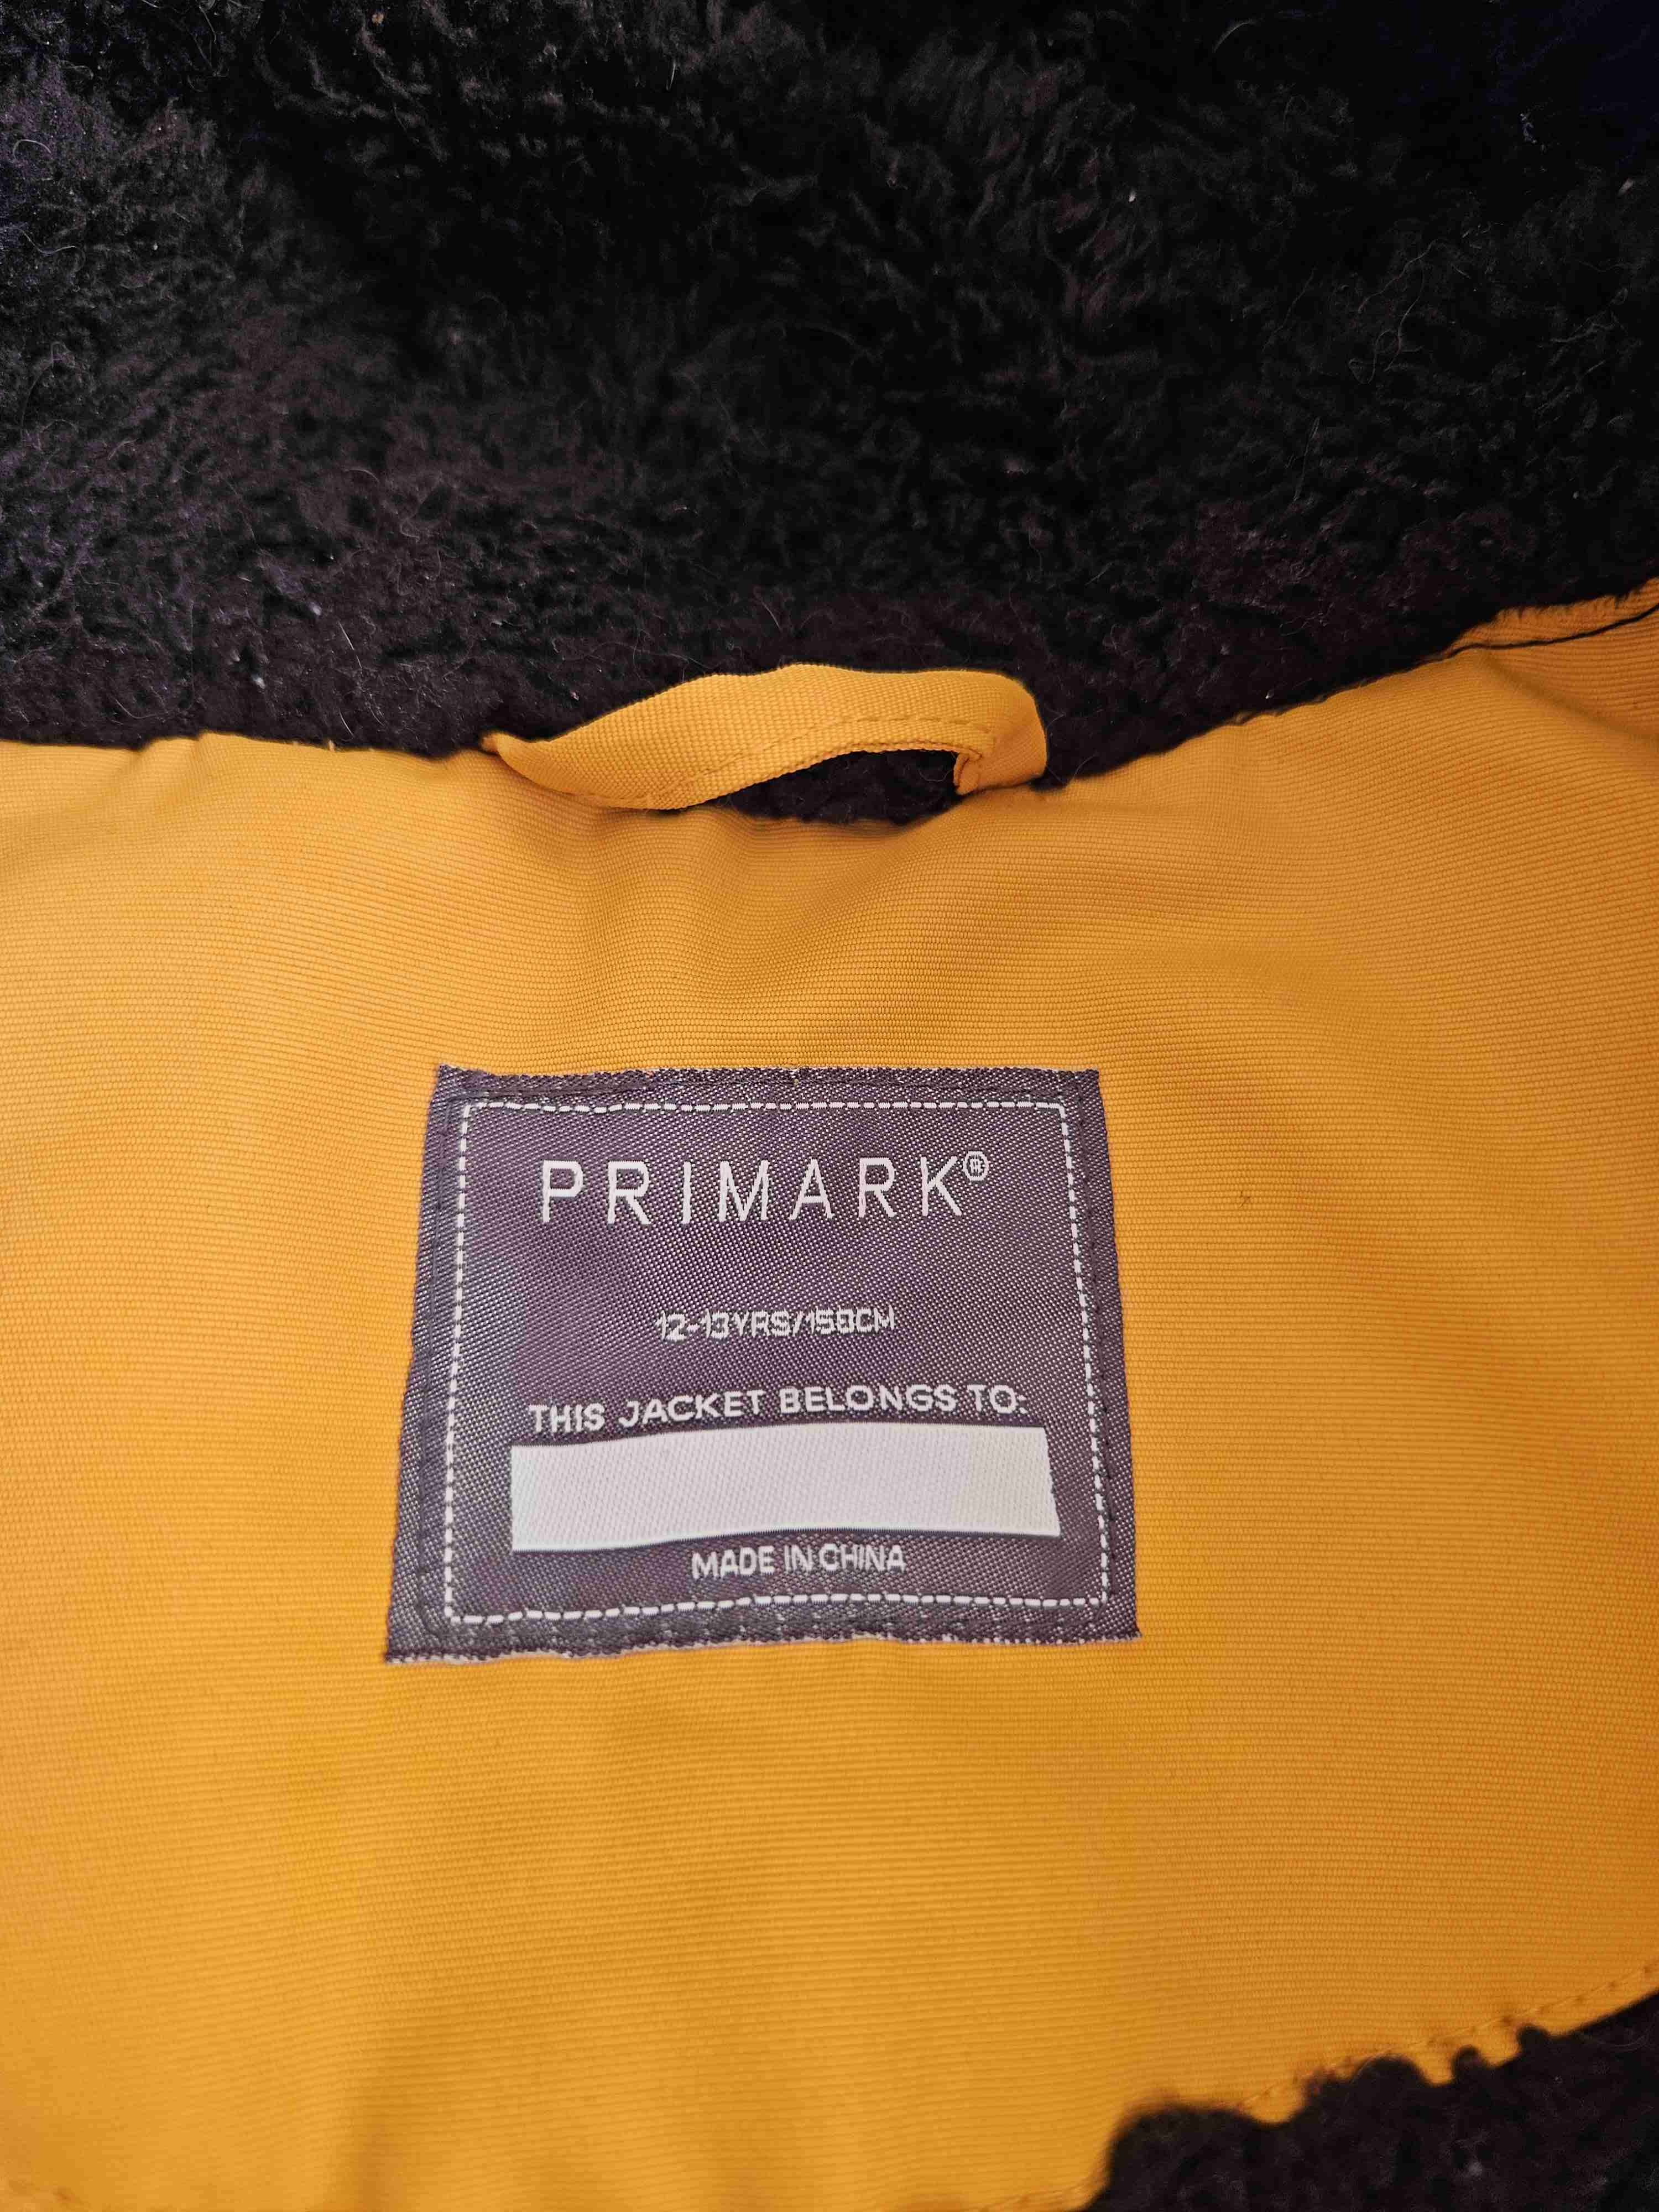 PRIMARK®
12-13YRS/158CM
THIS JACKET BELONGS TO:
MADE IN CHINA